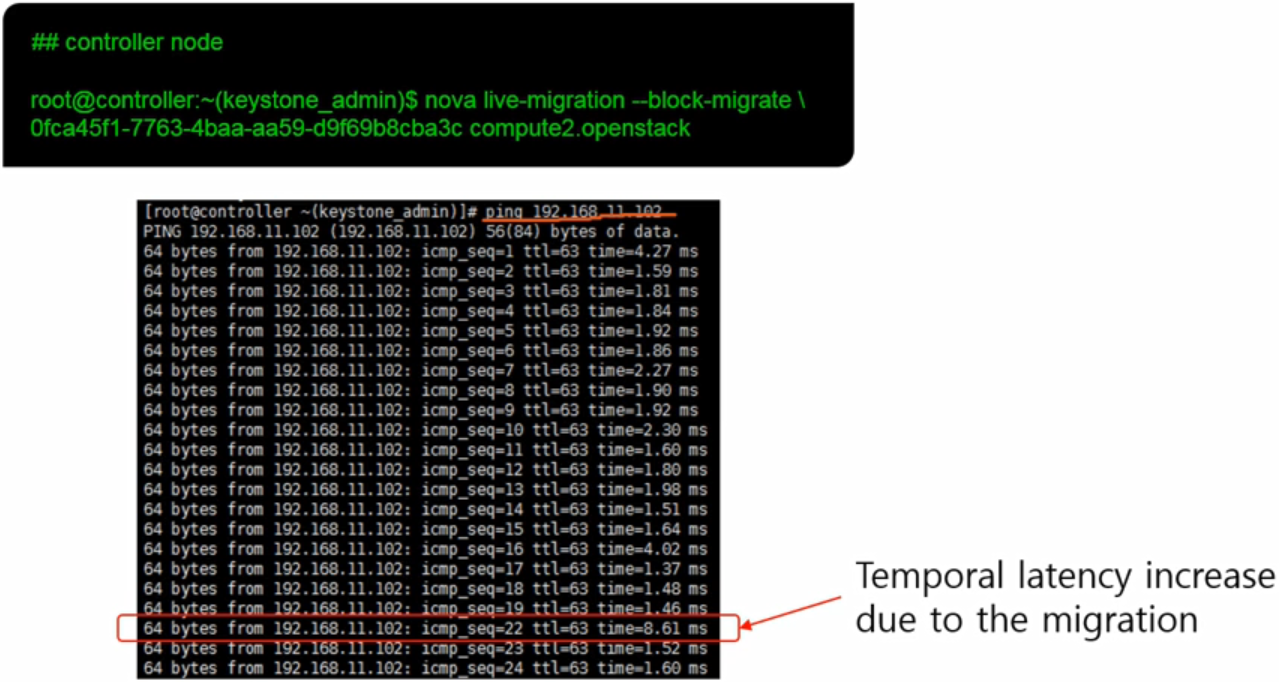 ## controller node
root@controller:~(keystone_admin)$ nova live-migration --block-migrate \
0fca45f1-7763-4baa-aa59-d9f69b8cba3c compute2.openstack
[root@controller ~(keystone_admin)]# ping 192.168.11.102
PING 192.168.11.102 (192.168.11.102) 56(84) bytes of data.
64 bytes from 192.168.11.102: icmp_seq=1 ttl=63 time=4.27 ms
64 bytes from 192.168.11.102: icmp_seq=2 ttl=63 time=1.59 ms
64 bytes from 192.168.11.102: icmp_seq=3 ttl=63 time=1.81 ms
64 bytes from 192.168.11.102: icmp_seq=4 ttl=63 time=1.84 ms
64 bytes from 192.168.11.102: icmp_seq=5 ttl=63 time=1.92 ms
64 bytes from 192.168.11.102: icmp_seq=6 ttl=63 time=1.86 ms
64 bytes from 192.168.11.102: icmp_seq=7 ttl=63 time=2.27 ms
64 bytes from 192.168.11.102: icmp_seq=8 ttl=63 time=1.90 ms
64 bytes from 192.168.11.102: icmp_seq=9 ttl=63 time=1.92 ms
64 bytes from 192.168.11.102: icmp_seq=10 ttl=63 time=2.30 ms
64 bytes from 192.168.11.102: icmp_seq=11 ttl=63 time=1.60 ms
64 bytes from 192.168.11.102: icmp_seq=12 ttl=63 time=1.80 ms
64 bytes from 192.168.11.102: icmp_seq=13 ttl=63 time=1.98 ms
64 bytes from 192.168.11.102: icmp_seq=14 ttl=63 time=1.51 ms
64 bytes from 192.168.11.102: icmp_seq=15 ttl=63 time=1.64 ms
64 bytes from 192.168.11.102: icmp_seq=16 ttl=63 time=4.02 ms
64 bytes from 192.168.11.102: icmp_seq=17 ttl=63 time=1.37 ms
64 bytes from 192.168.11.102: icmp_seq=18 ttl=63 time=1.48 ms
64 bytes from 192.168.11.102: icmp_seq=19 ttl=63 time=1.46 ms
64 bytes from 192.168.11.102: icmp_seq=22 ttl=63 time=8.61 ms
64 bytes from 192.168.11.102: icmp_seq=23 ttl=63 time=1.52 ms
64 bytes from 192.168.11.102: icmp_seq=24 ttl=63 time=1.60 ms
Temporal latency increase
due to the migration